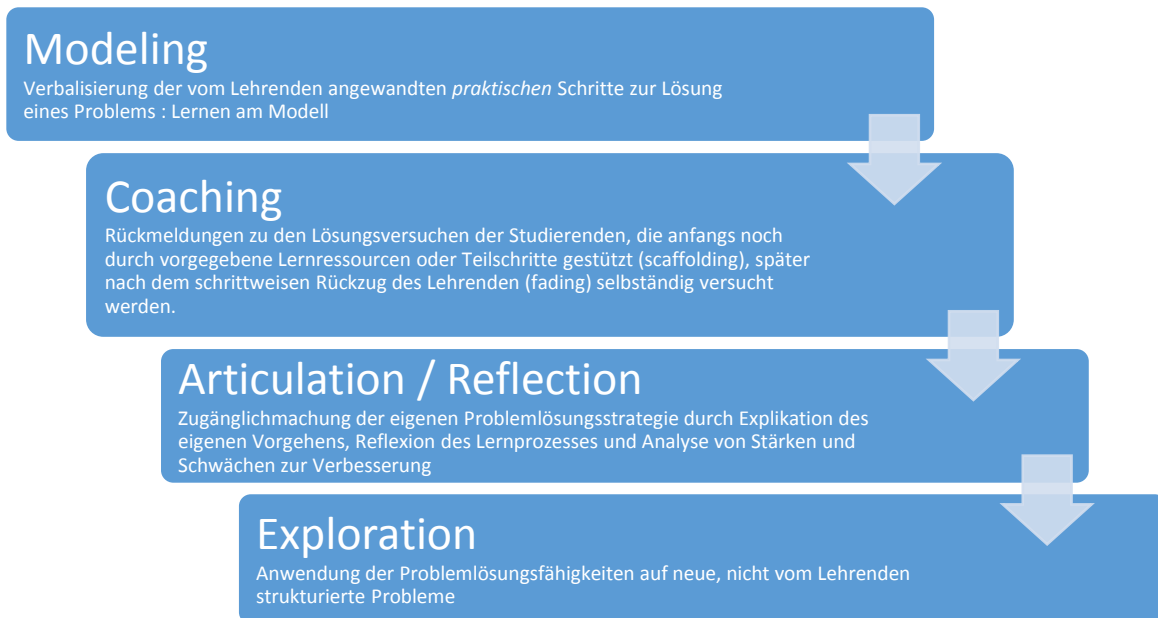 Modeling
Verbalisierung der vom Lehrenden angewandten praktischen Schritte zur Lösung
eines Problems : Lernen am Modell
Coaching
Rückmeldungen zu den Lösungsversuchen der Studierenden, die anfangs noch
durch vorgegebene Lernressourcen oder Teilschritte gestützt (scaffolding), später
nach dem schrittweisen Rückzug des Lehrenden (fading) selbständig versucht
werden.
Articulation / Reflection
Zugänglichmachung der eigenen Problemlösungsstrategie durch Explikation des
eigenen Vorgehens, Reflexion des Lernprozesses und Analyse von Stärken und
Schwächen zur Verbesserung
Exploration
Anwendung der Problemlösungsfähigkeiten auf neue, nicht vom Lehrenden
strukturierte Probleme